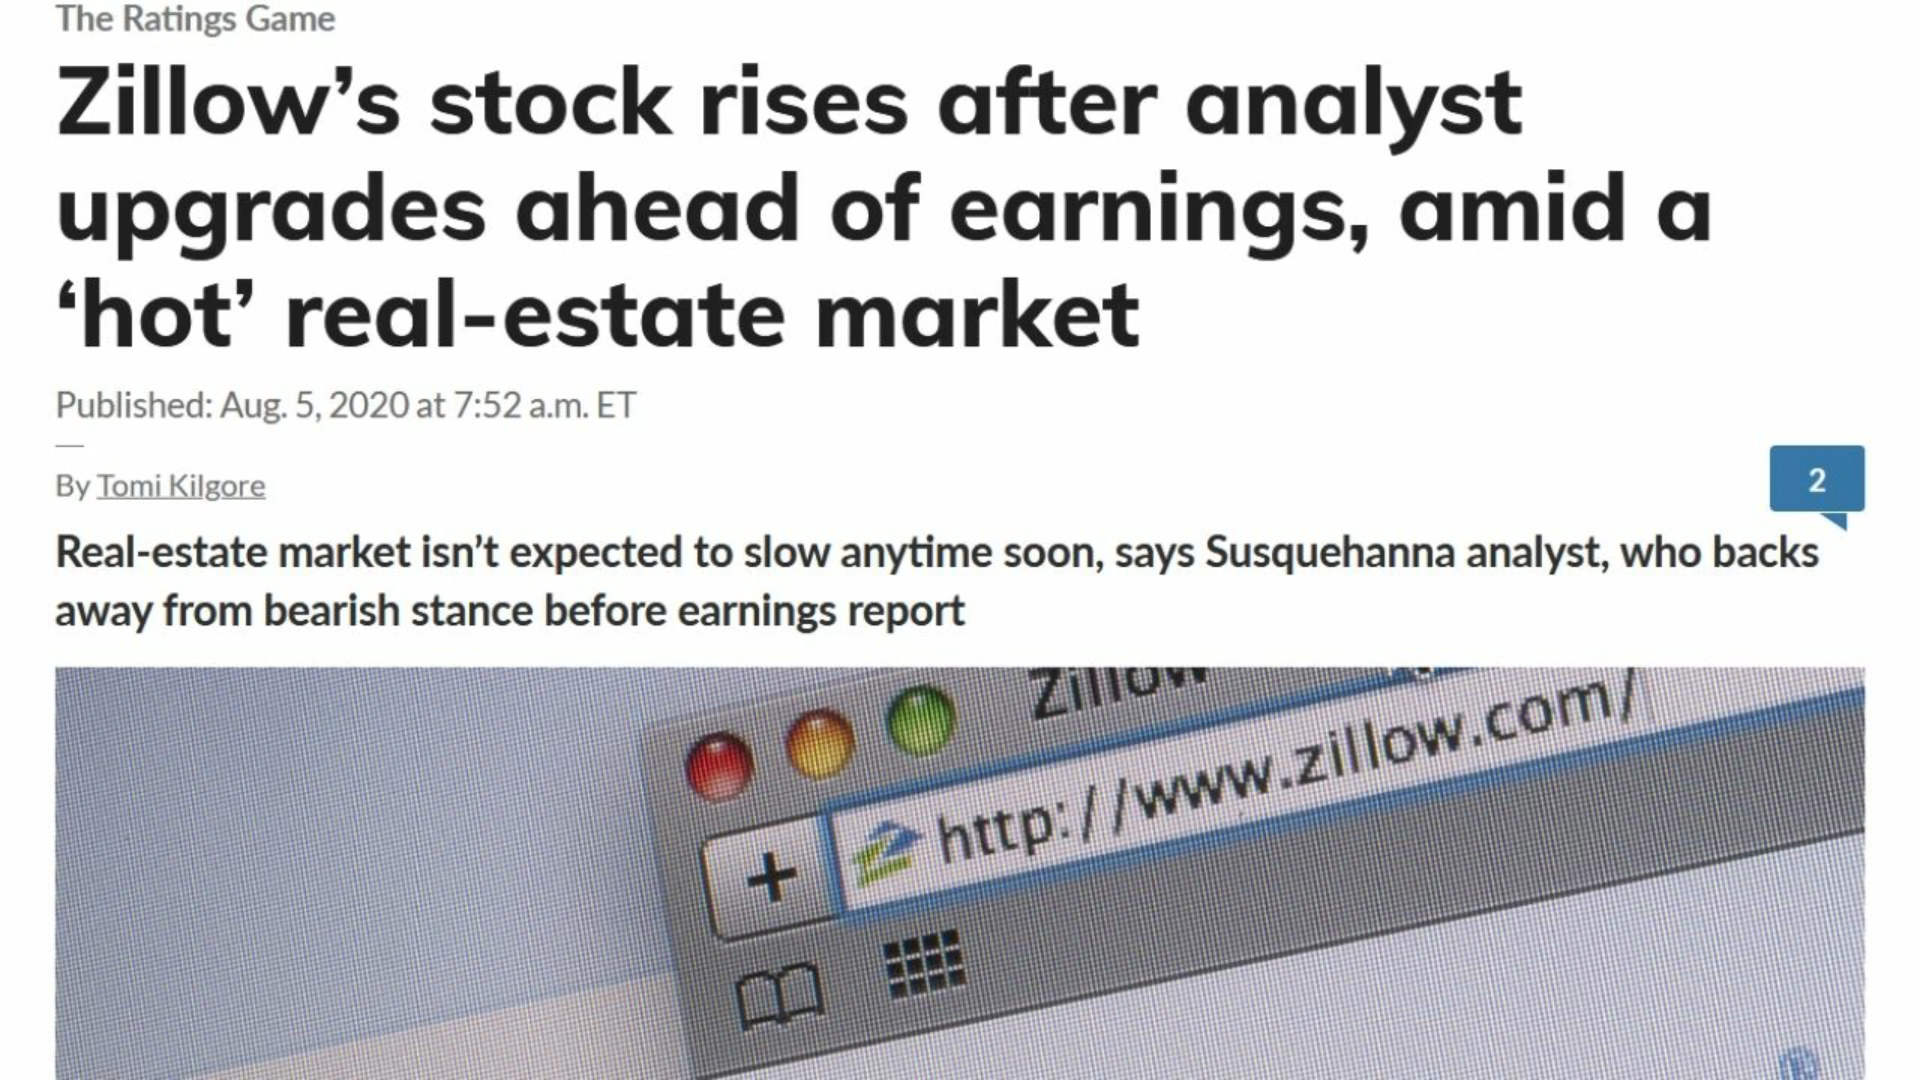 The Ratings Game
Zillow’s stock rises after analyst
upgrades ahead of earnings, amid a
‘hot’ real-estate market
Published: Aug. 5, 2020 at 7:52 a.m. ET
By Tomi Kilgore
2
Real-estate market isn’t expected to slow anytime soon, says Susquehanna analyst, who backs
away from bearish stance before earnings report
Zillow
http://www.zillow.com/
®